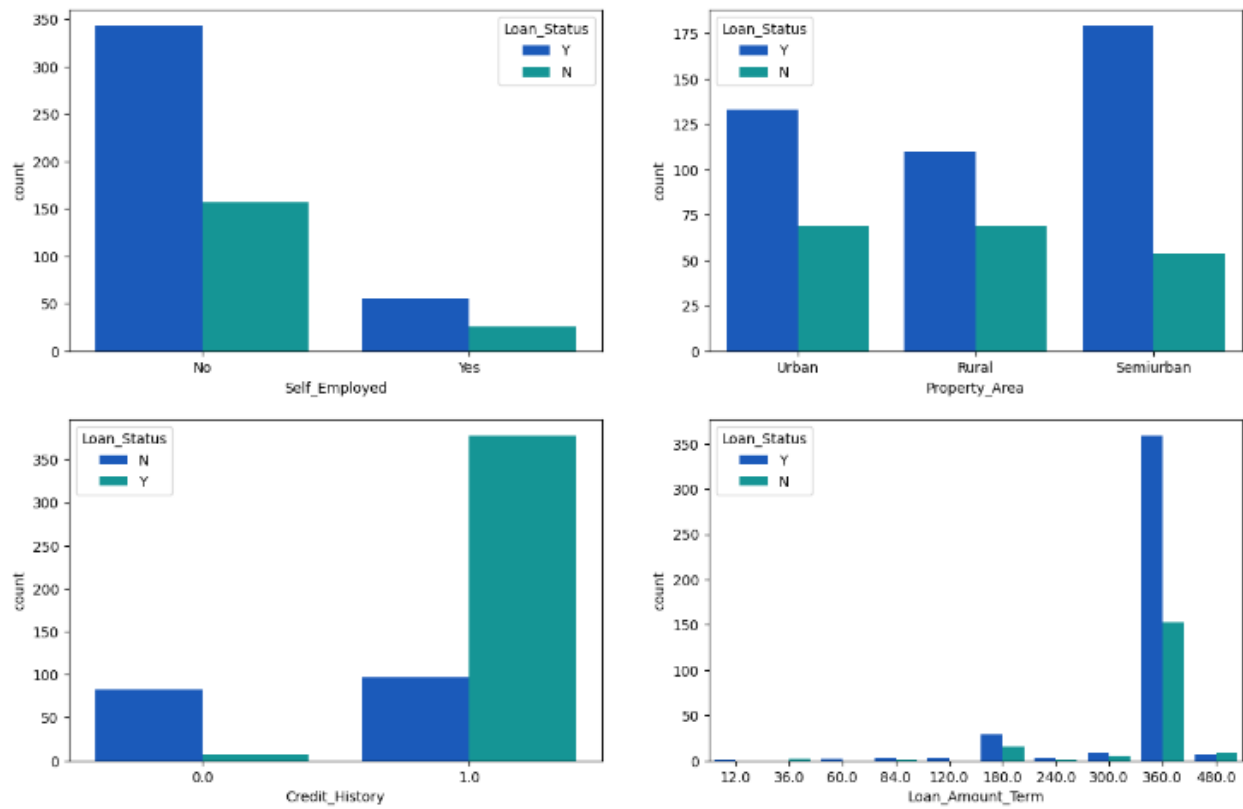 Loan_Status
Y
N
350
300
250
200
150
100
50
0
count
No
Yes
Self_Employed
Loan_Status
Y
N
175
150
125
100
75
50
25
0
count
Urban
Rural
Semiurban
Property_Area
Loan_Status
N
Y
350
300
250
200
150
100
50
0
count
0.0
1.0
Credit_History
Loan_Status
Y
N
350
300
250
200
150
100
50
0
count
12.0 36.0 60.0 84.0 120.0 180.0 240.0 300.0 360.0 480.0
Loan_Amount_Term